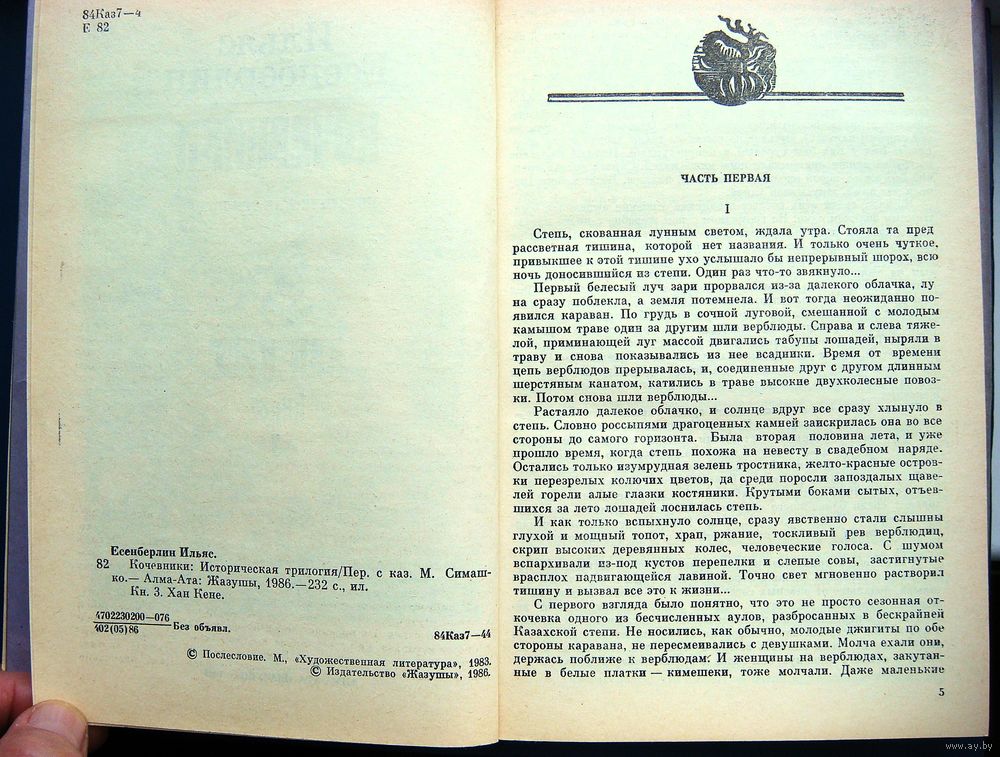 84Каз7—4
Е 82
Есенберлин Ильяс.
82 Кочевники: Историческая трилогия/Пер. с каз. М. Симаш-
ко.— Алма-Ата: Жазушы, 1986.—232 с., ил.
Кн. 3. Хан Кене.
4702230200—076
402(05)86
Без объявл.
84Каз7—44
© Послесловие. М., «Художественная литература», 1983.
© Издательство «Жазушы», 1986.
ЧАСТЬ ПЕРВАЯ
I
Степь, скованная лунным светом, ждала утра. Стояла та пред
рассветная тишина, которой нет названия. И только очень чуткое,
привыкшее к этой тишине ухо услышало бы непрерывный шорох, всю
ночь доносившийся из степи. Один раз что-то звякнуло...
Первый белесый луч зари прорвался из-за далекого облачка, лу
на сразу поблекла, а земля потемнела. И вот тогда неожиданно по-
явился караван. По грудь в сочной луговой, смешанной с молодым
камышом траве один за другим шли верблюды. Справа и слева тяже-
лой, приминающей луг массой двигались табуны лошадей, ныряли в
траву и снова показывались из нее всадники. Время от времени
цепь верблюдов прерывалась, и, соединенные друг с другом длинным
шерстяным канатом, катились в траве высокие двухколесные повоз-
ки. Потом снова шли верблюды...
Растаяло далекое облачко, и солнце вдруг все сразу хлынуло в
степь. Словно россыпями драгоценных камней заискрилась она во все
стороны до самого горизонта. Была вторая половина лета, и уже
прошло время, когда степь похожа на невесту в свадебном наряде.
Остались только изумрудная зелень тростника, желто-красные остров-
ки перезрелых колючих цветов, да среди поросли запоздалых щаве-
лей горели алые глазки костяники. Крутыми боками сытых, отъев-
шихся за лето лошадей лоснилась степь.
И как только вспыхнуло солнце, сразу явственно стали слышны
глухой и мощный топот, храп, ржание, тоскливый рев верблюдиц,
скрип высоких деревянных колес, человеческие голоса. С шумом
вспархивали из-под кустов перепелки и слепые совы, застигнутые
врасплох надвигающейся лавиной. Точно свет мгновенно растворил
тишину и вызвал все это к жизни...
С первого взгляда было понятно, что это не просто сезонная от-
кочевка одного из бесчисленных аулов, разбросанных в бескрайней
Казахской степи. Не носились, как обычно, молодые джигиты по обе
стороны каравана, не пересмеивались с девушками. Молча ехали они,
держась поближе к верблюдам. И женщины на верблюдах, закутан-
ные в белые платки — кимешеки, тоже молчали. Даже маленькие
5
www.ay.by